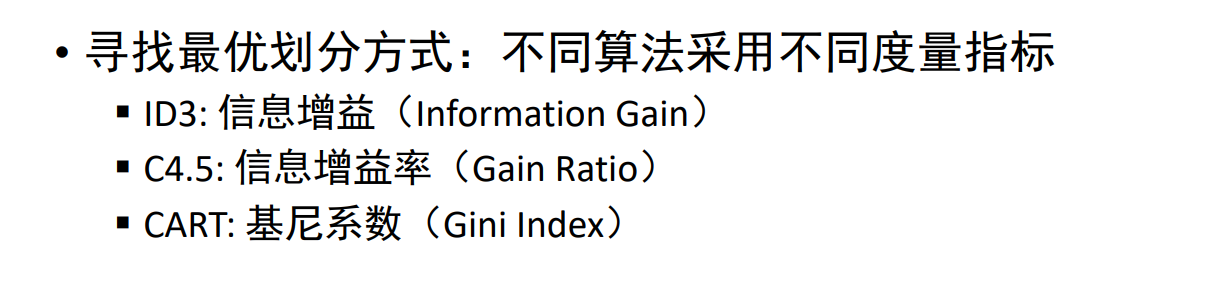 • 寻找最优划分方式：不同算法采用不同度量指标
▪ ID3: 信息增益（Information Gain）
▪ C4.5: 信息增益率（Gain Ratio）
▪ CART: 基尼系数（Gini Index）